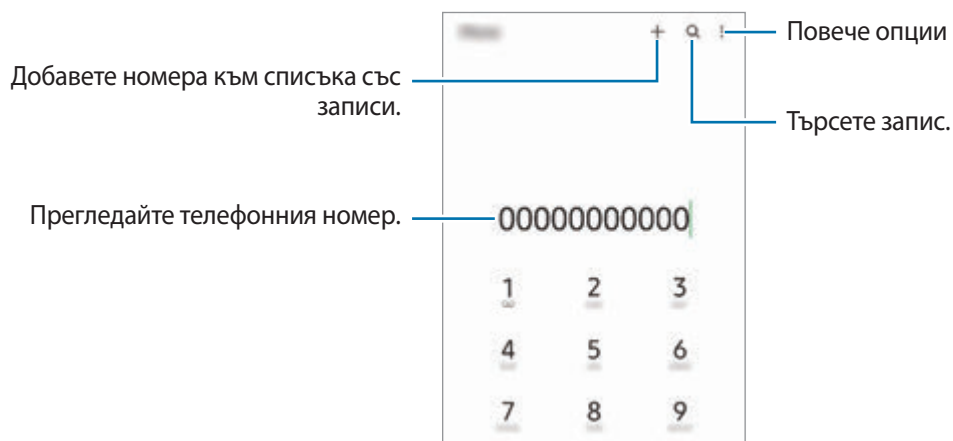 Повече опции
Добавете номера към списъка със
записи.
Търсете запис.
Прегледайте телефонния номер.
00000000000
1 2 3
4 5 6
7 8 9